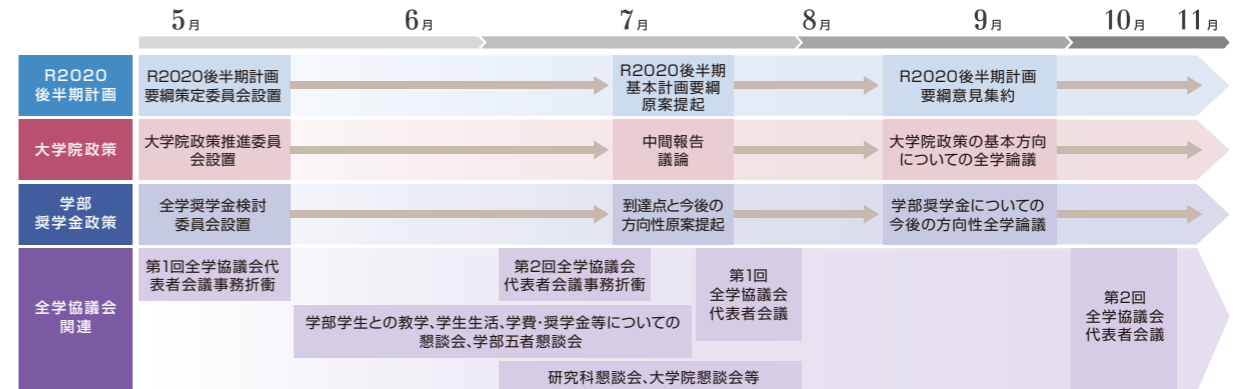 5月 6月 7月 8月 9月 10月 11月
R2020
後半期計画
R2020後半期計画
要綱策定委員会設置
R2020後半期
基本計画要綱
原案提起
R2020後半期計画
要綱意見集約
大学院政策
大学院政策推進委員
会設置
中間報告
議論
大学院政策の基本方向
についての全学論議
学部
奨学金政策
全学奨学金検討
委員会設置
到達点と今後の
方向性原案提起
学部奨学金についての
今後の方向性全学論議
全学協議会
関連
第1回全学協議会代
表者会議事務折衝
第2回全学協議会
代表者会議事務折衝
第1回
全学協議会
代表者会議
第2回
全学協議会
代表者会議
学部学生との教学、学生生活、学費・奨学金等についての
懇談会、学部五者懇談会
研究科懇談会、大学院懇談会等